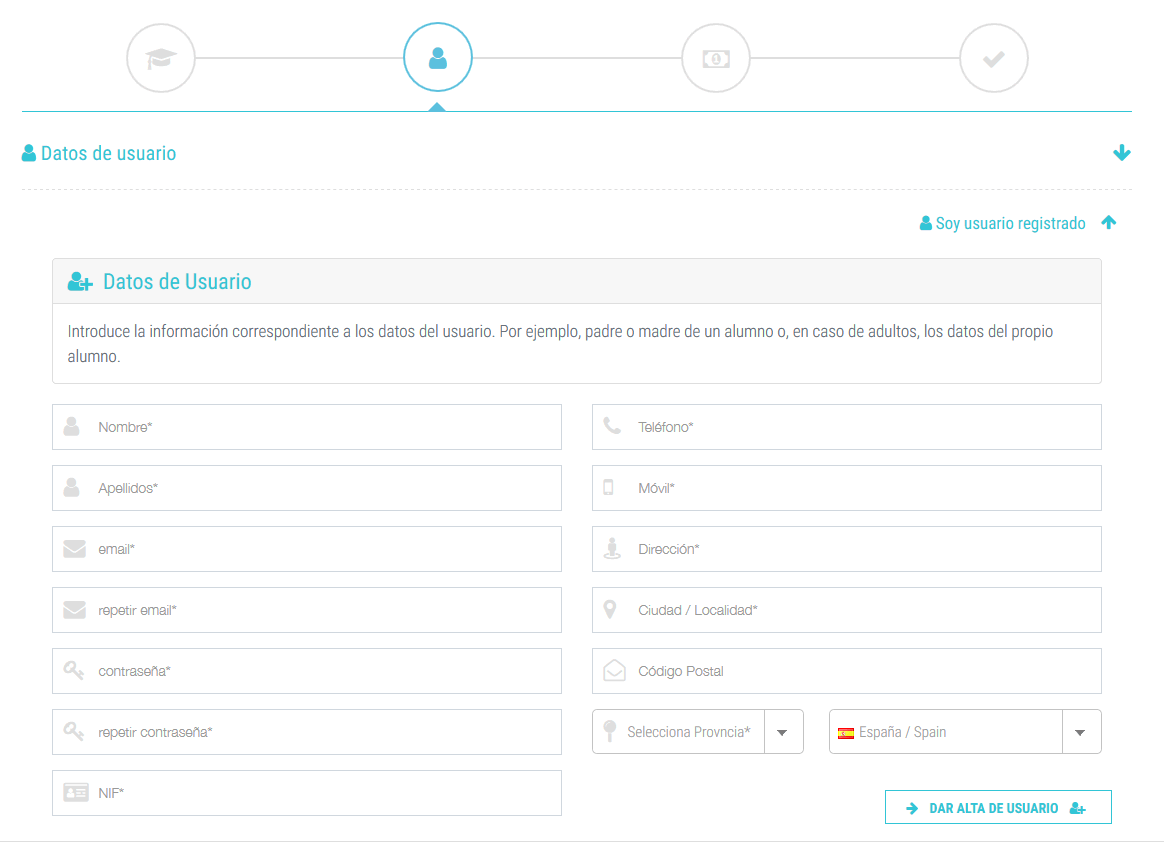 Datos de usuario
Soy usuario registrado
Datos de Usuario
Introduce la información correspondiente a los datos del usuario. Por ejemplo, padre o madre de un alumno o, en caso de adultos, los datos del propio
alumno.
Nombre*
Teléfono*
Apellidos*
Móvil*
email*
Dirección*
repetir email*
Ciudad / Localidad*
contraseña*
Código Postal
repetir contraseña*
Selecciona Provncia*
España / Spain
NIF*
DAR ALTA DE USUARIO